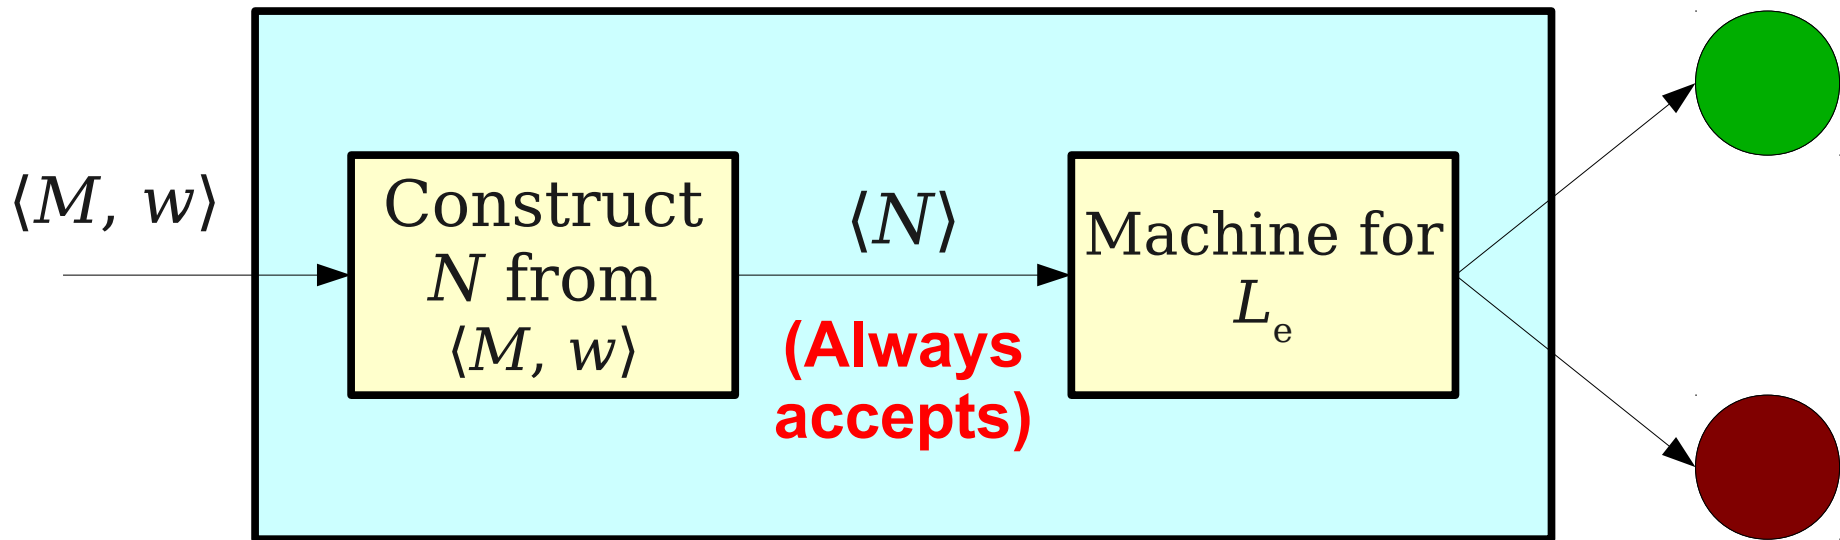 ⟨M, w⟩
Construct
N from
⟨M, w⟩
⟨N⟩
(Always
accepts)
Machine for
Lₑ